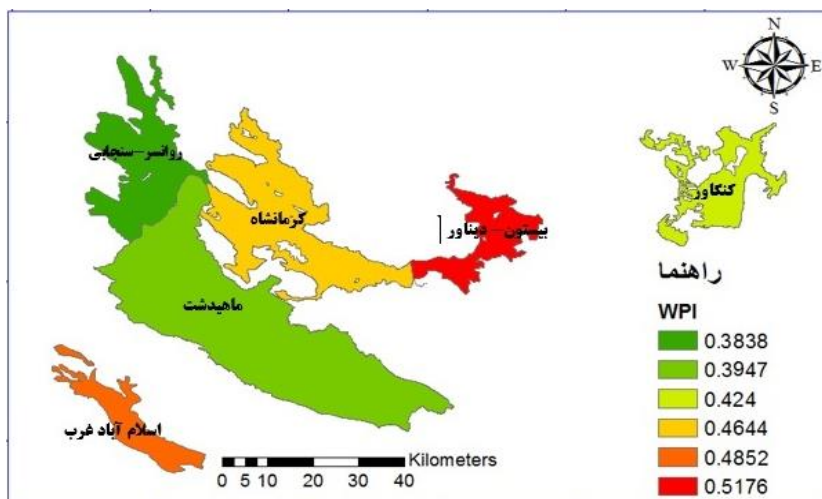 N
W E
S
روانسر-سنجابی
کرمانشاه
بیستون-دیناور
کنگاور
ماهیدشت
اسلام آباد غرب
راهنما
WPI
0.3838
0.3947
0.424
0.4644
0.4852
0.5176
Kilometers
0 5 10 20 30 40